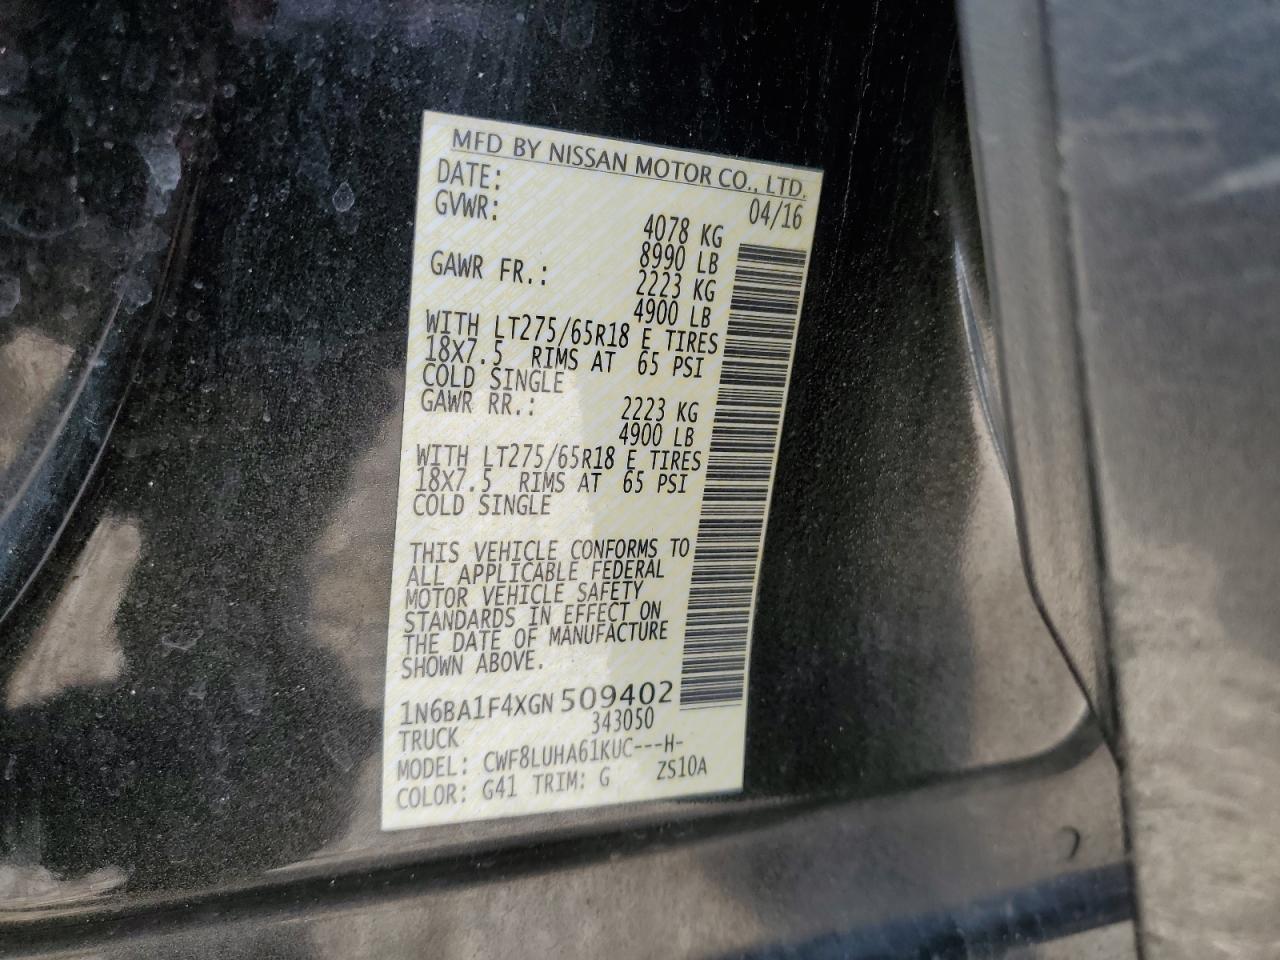 MFD BY NISSAN MOTOR CO., LTD.
DATE: 04/16
GVWR: 4078 KG
8990 LB
GAWR FR.: 2223 KG
4900 LB
WITH LT275/65R18 E TIRES
18X7.5 RIMS AT 65 PSI
COLD SINGLE
GAWR RR.: 2223 KG
4900 LB
WITH LT275/65R18 E TIRES
18X7.5 RIMS AT 65 PSI
COLD SINGLE
THIS VEHICLE CONFORMS TO
ALL APPLICABLE FEDERAL
MOTOR VEHICLE SAFETY
STANDARDS IN EFFECT ON
THE DATE OF MANUFACTURE
SHOWN ABOVE.
1N6BA1F4XGN509402
TRUCK 343050
MODEL: CWF8LUHA61KUC---H-
COLOR: G41 TRIM: G ZS10A